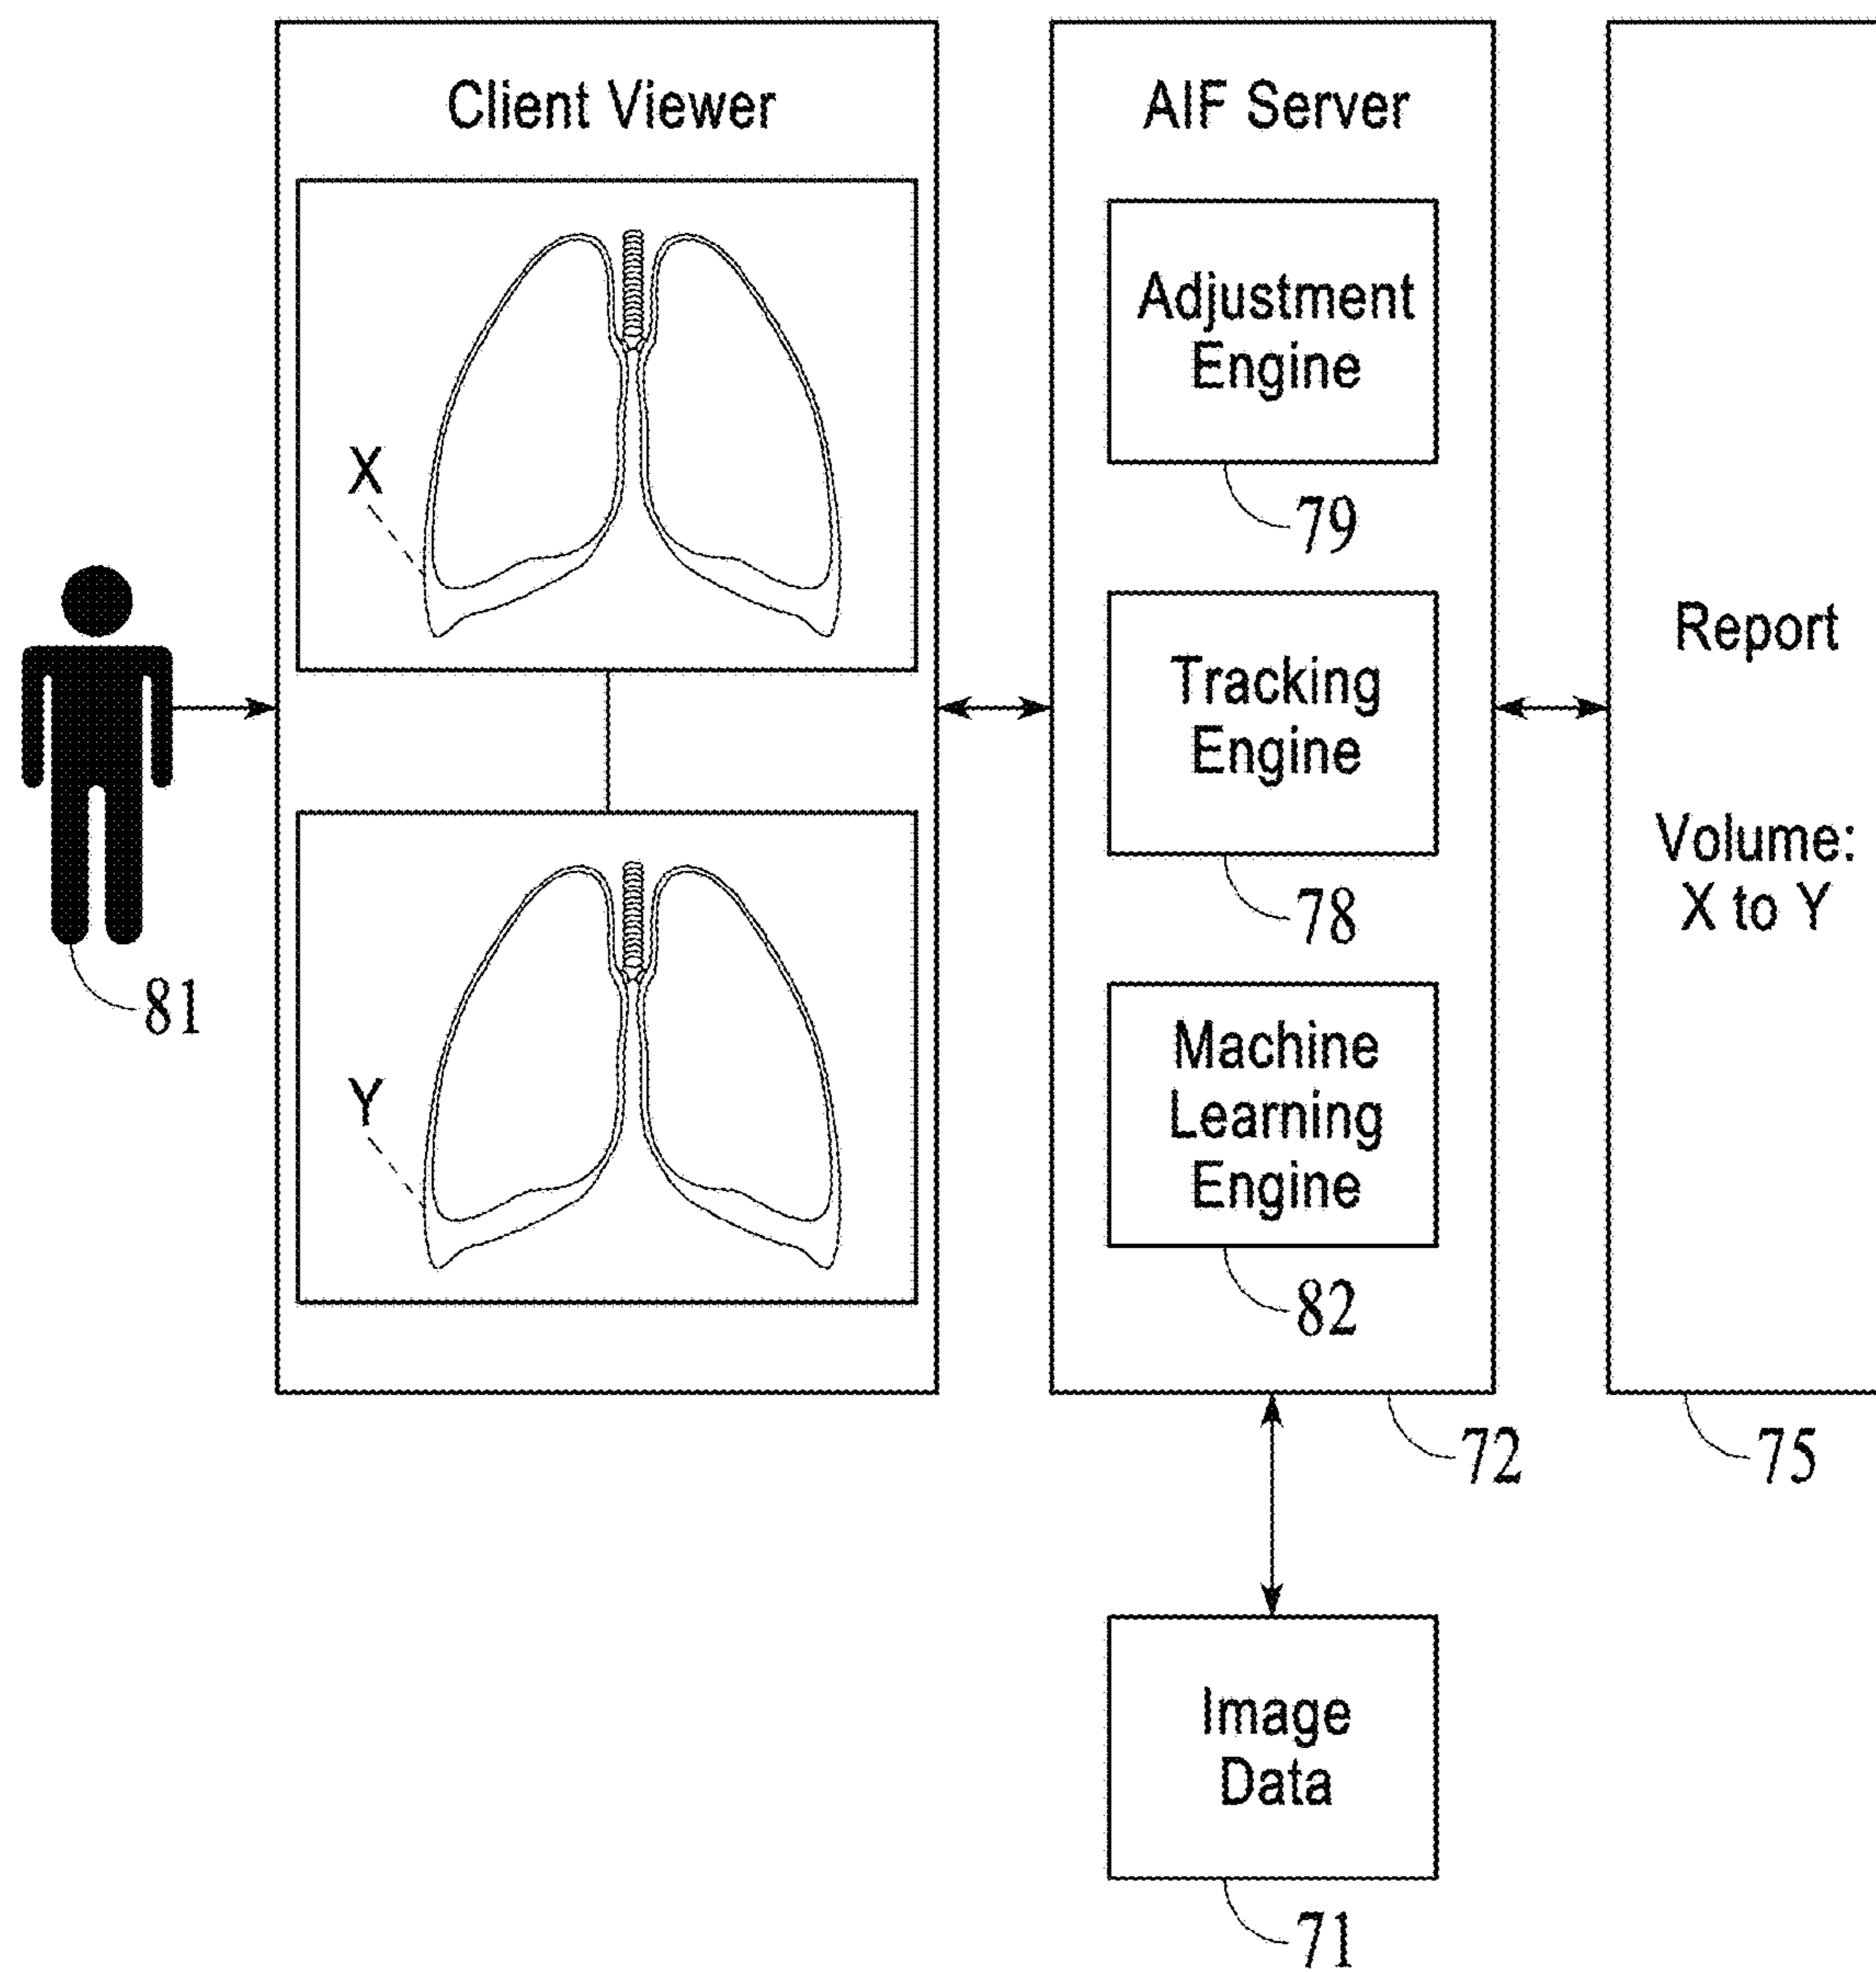 Client Viewer
X
Y
81
AIF Server
Adjustment
Engine
79
Tracking
Engine
78
Machine
Learning
Engine
82
72
Report
Volume:
X to Y
75
Image
Data
71